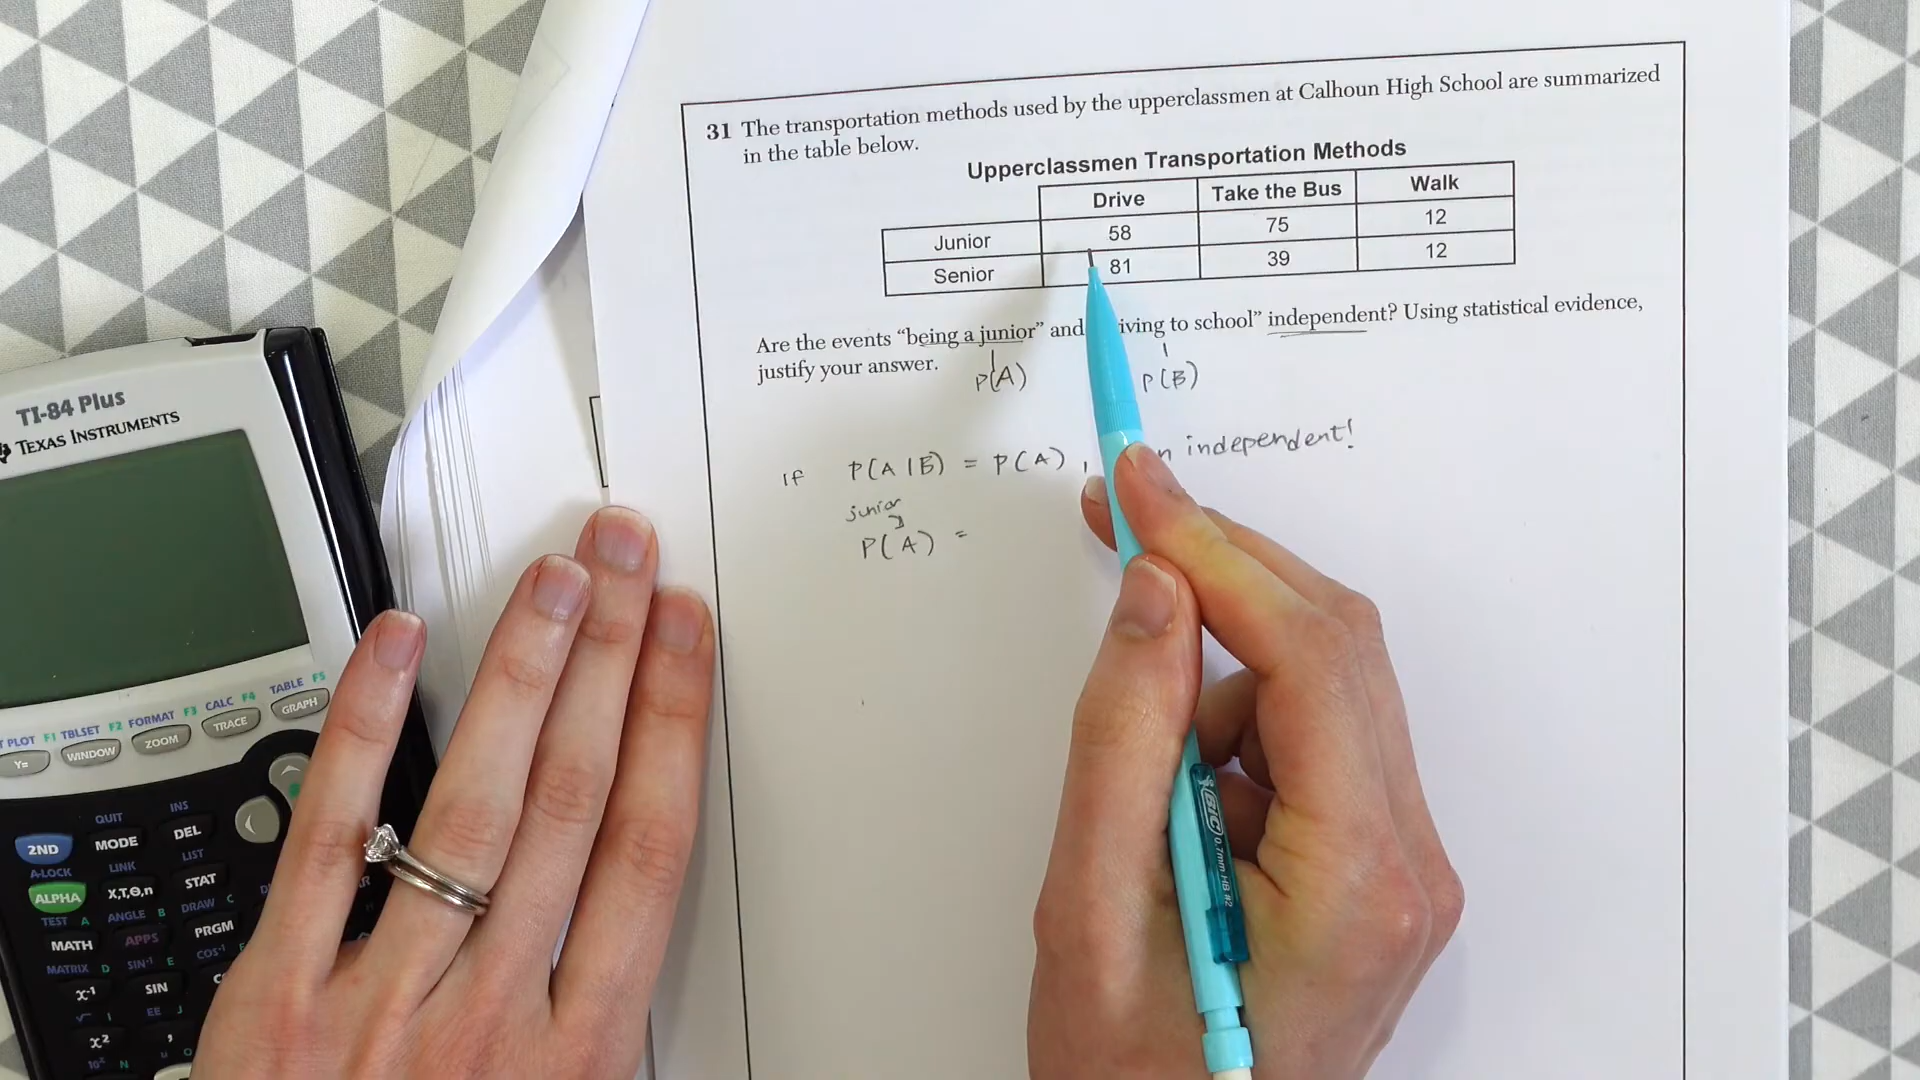 31 The transportation methods used by the upperclassmen at Calhoun High School are summarized
in the table below.
Upperclassmen Transportation Methods
Drive Take the Bus Walk
Junior 58 75 12
Senior 81 39 12
Are the events “being a junior” and iving to school” independent? Using statistical evidence,
justify your answer.
P(A) P(B)
If P(A|B) = P(A), n independent!
junior
P(A) =
TI-84 Plus
TEXAS INSTRUMENTS
T PLOT F1 TBLSET F2 FORMAT F3 CALC F4 TABLE F5
Y= WINDOW ZOOM TRACE GRAPH
QUIT INS
2ND MODE DEL
A-LOCK LINK LIST
ALPHA X,T,Θ,n STAT
TEST A ANGLE B DRAW C
MATH APPS PRGM
MATRIX D SIN⁻¹ E COS⁻¹
x⁻¹ SIN
√ I EE J
x² ,
10ˣ N u O
BIC 0.7mm HB #2